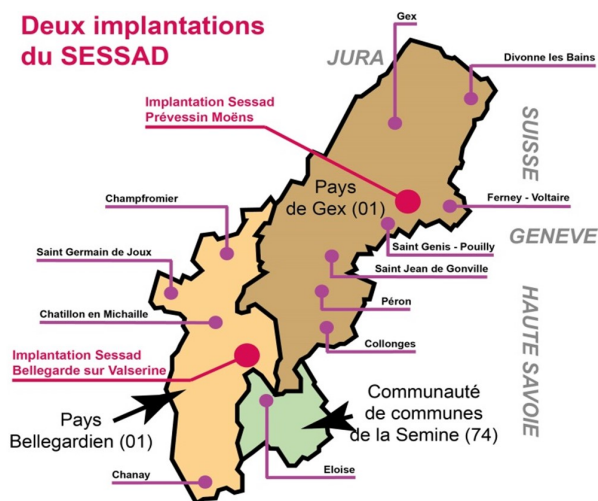 Deux implantations
du SESSAD
Gex
JURA
Divonne les Bains
Implantation Sessad
Prévessin Moëns
SUISSE
Pays
de Gex (01)
Champfromier
Ferney - Voltaire
GENEVE
Saint Genis - Pouilly
Saint Germain de Joux
Saint Jean de Gonville
Péron
Chatillon en Michaille
HAUTE SAVOIE
Collonges
Implantation Sessad
Bellegarde sur Valserine
Communauté
de communes
de la Semine (74)
Pays
Bellegardien (01)
Chanay
Eloise